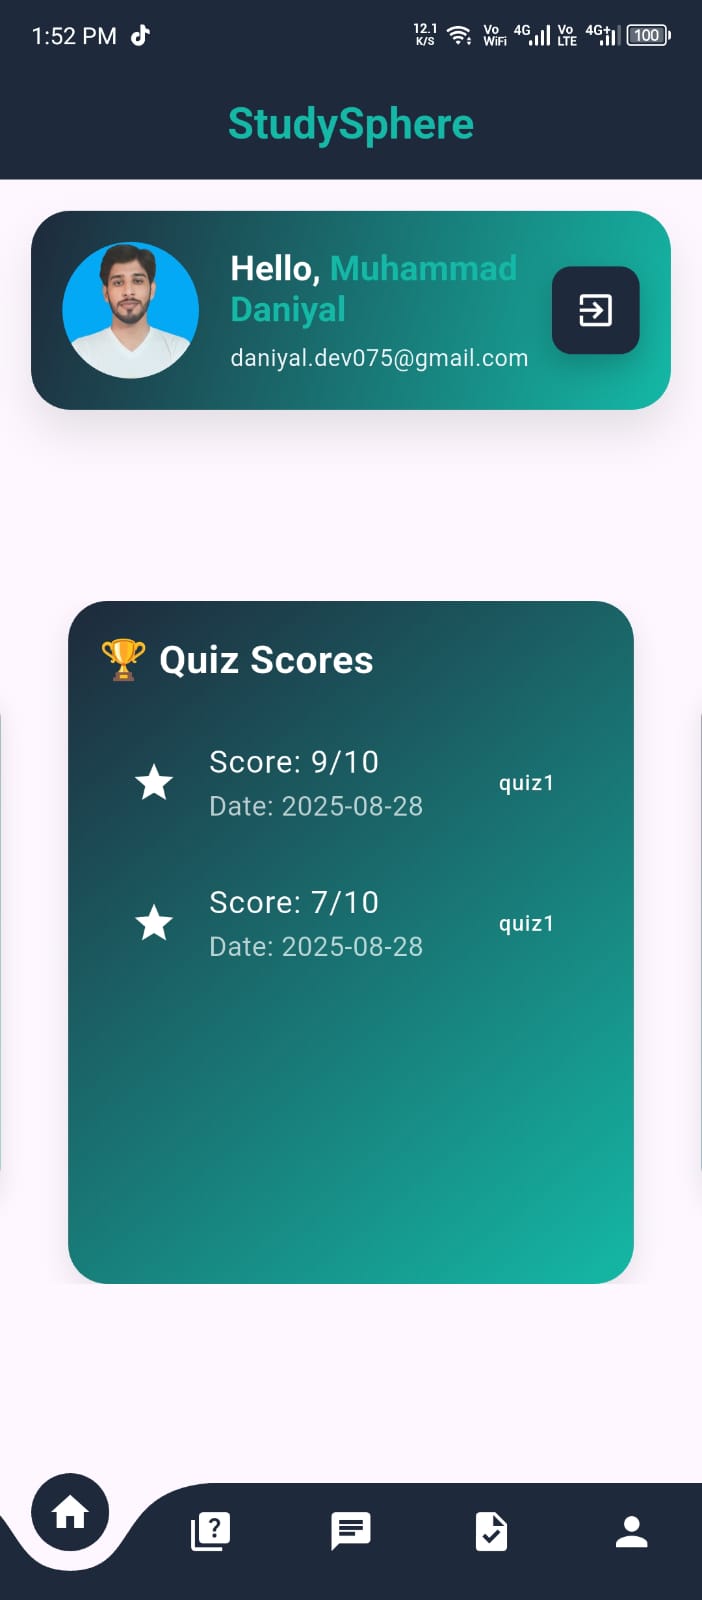 1:52 PM
12.1 K/S
Vo WiFi
4G
Vo LTE
4G+
100
StudySphere
Hello, Muhammad
Daniyal
daniyal.dev075@gmail.com
🏆 Quiz Scores
Score: 9/10
Date: 2025-08-28
quiz1
Score: 7/10
Date: 2025-08-28
quiz1